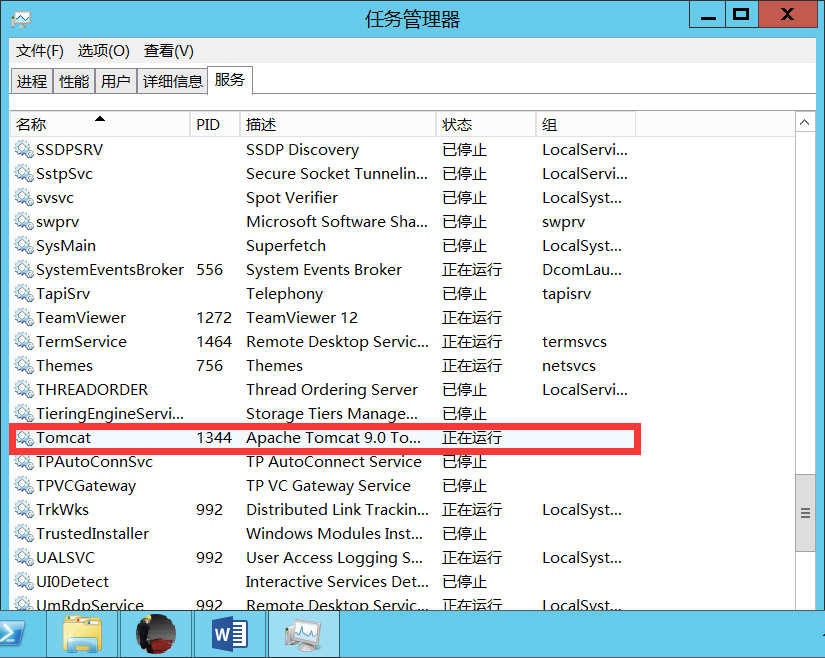 任务管理器
文件(F) 选项(O) 查看(V)
进程 性能 用户 详细信息 服务
名称 PID 描述 状态 组
SSDPSRV SSDP Discovery 已停止 LocalServi...
SstpSvc Secure Socket Tunnelin... 已停止 LocalServi...
svsvc Spot Verifier 已停止 LocalSyst...
swprv Microsoft Software Sha... 已停止 swprv
SysMain Superfetch 已停止 LocalSyst...
SystemEventsBroker 556 System Events Broker 正在运行 DcomLau...
TapiSrv Telephony 已停止 tapisrv
TeamViewer 1272 TeamViewer 12 正在运行
TermService 1464 Remote Desktop Servic... 正在运行 termsvcs
Themes 756 Themes 正在运行 netsvcs
THREADORDER Thread Ordering Server 已停止 LocalServi...
TieringEngineServi... Storage Tiers Manage... 已停止
Tomcat 1344 Apache Tomcat 9.0 To... 正在运行
TPAutoConnSvc TP AutoConnect Service 已停止
TPVCGateway TP VC Gateway Service 已停止
TrkWks 992 Distributed Link Trackin... 正在运行 LocalSyst...
TrustedInstaller Windows Modules Inst... 已停止
UALSVC 992 User Access Logging S... 正在运行 LocalSyst...
UI0Detect Interactive Services Det... 已停止
UmRdpService 992 Remote Desktop Servic... 正在运行 LocalSyst...